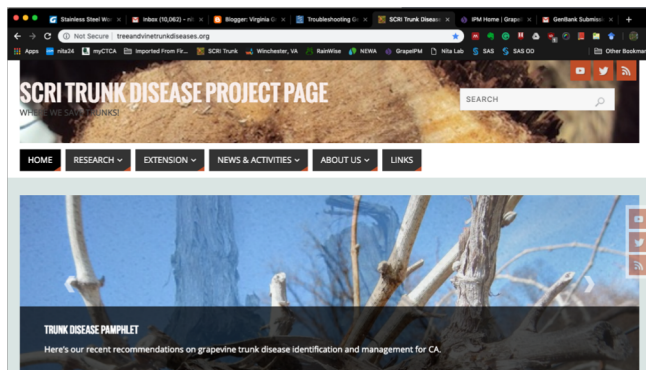 Stainless Steel Wo
Inbox (10,062) – ni
Blogger: Virginia G
Troubleshooting G
SCRI Trunk Diseas
IPM Home | Grape
GenBank Submiss
Not Secure | treeandvinetrunkdiseases.org
Apps
nita34
myCTCA
Imported From Fir...
SCRI Trunk
Winchester, VA
RainWise
NEWA
GrapeIPM
Nita Lab
SAS
SAS OD
Other Bookmar
SCRI TRUNK DISEASE PROJECT PAGE
WHERE WE SAVE TRUNKS!
SEARCH
HOME
RESEARCH
EXTENSION
NEWS & ACTIVITIES
ABOUT US
LINKS
TRUNK DISEASE PAMPHLET
Here's our recent recommendations on grapevine trunk disease identification and management for CA.